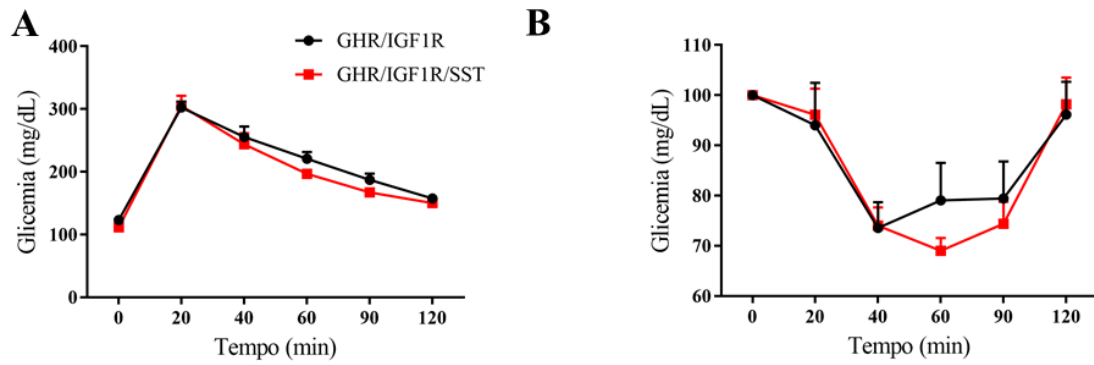 A
GHR/IGF1R
GHR/IGF1R/SST
400
300
200
100
0
Glicemia (mg/dL)
0 20 40 60 90 120
Tempo (min)
B
110
100
90
80
70
60
Glicemia (mg/dL)
0 20 40 60 90 120
Tempo (min)